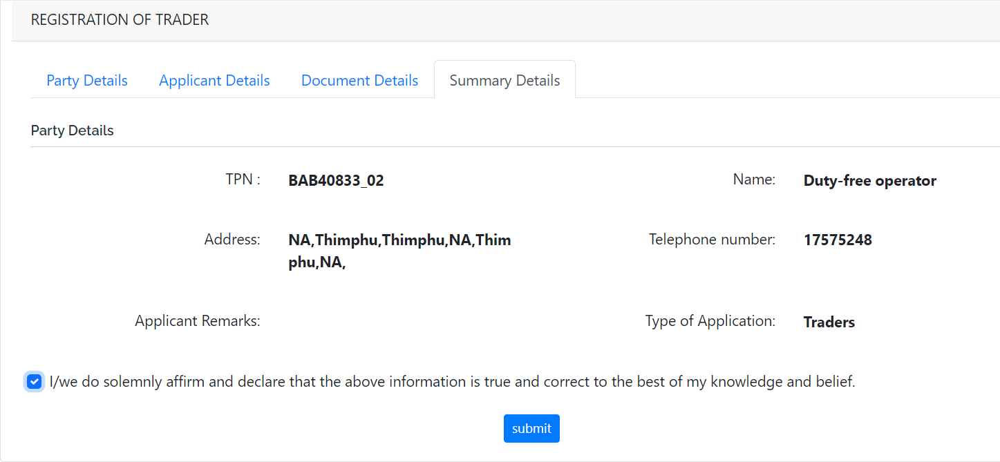 REGISTRATION OF TRADER
Party Details
Applicant Details
Document Details
Summary Details
Party Details
TPN : BAB40833_02
Name: Duty-free operator
Address: NA,Thimphu,Thimphu,NA,Thim
phu,NA,
Telephone number: 17575248
Applicant Remarks:
Type of Application: Traders
I/we do solemnly affirm and declare that the above information is true and correct to the best of my knowledge and belief.
submit